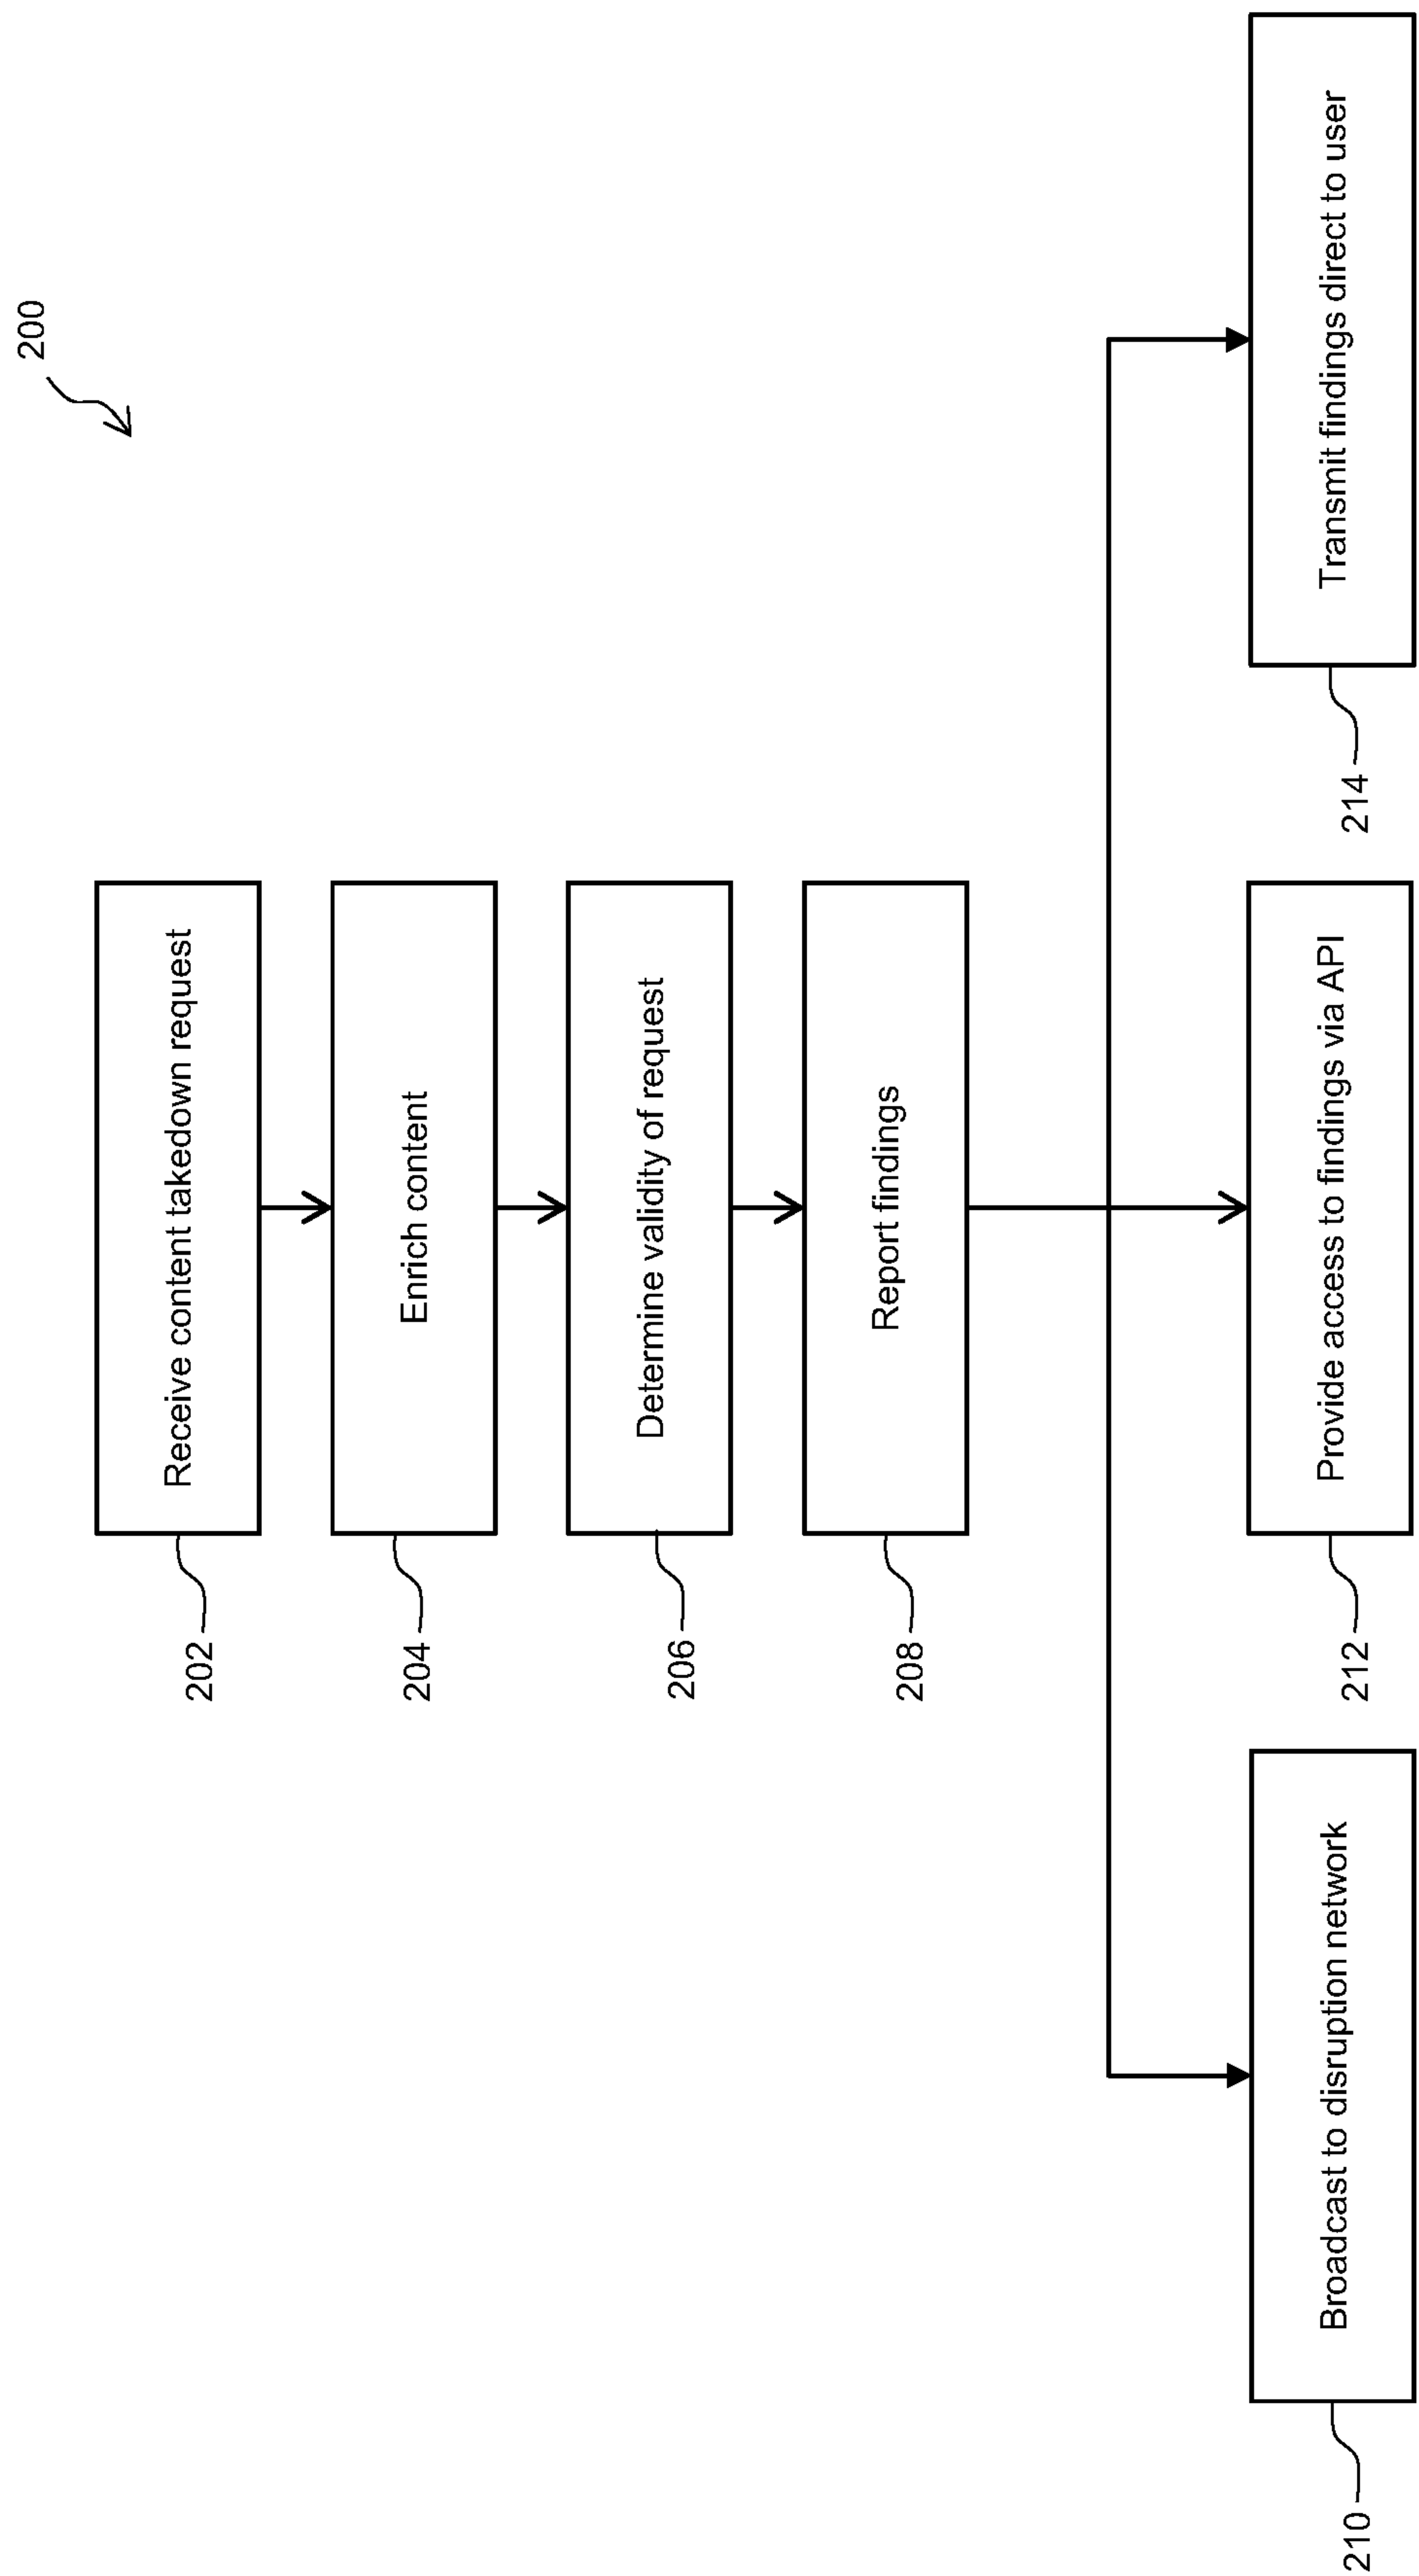 200
202
Receive content takedown request
204
Enrich content
206
Determine validity of request
208
Report findings
210
Broadcast to disruption network
212
Provide access to findings via API
214
Transmit findings direct to user